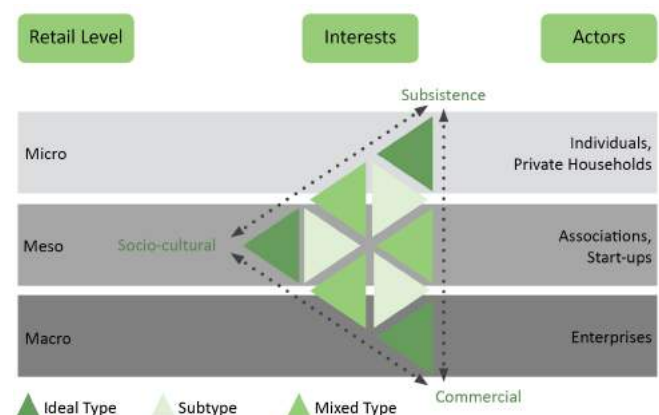 Retail Level
Interests
Actors
Subsistence
Micro
Individuals,
Private Households
Meso
Socio-cultural
Associations,
Start-ups
Macro
Enterprises
Commercial
Ideal Type
Subtype
Mixed Type